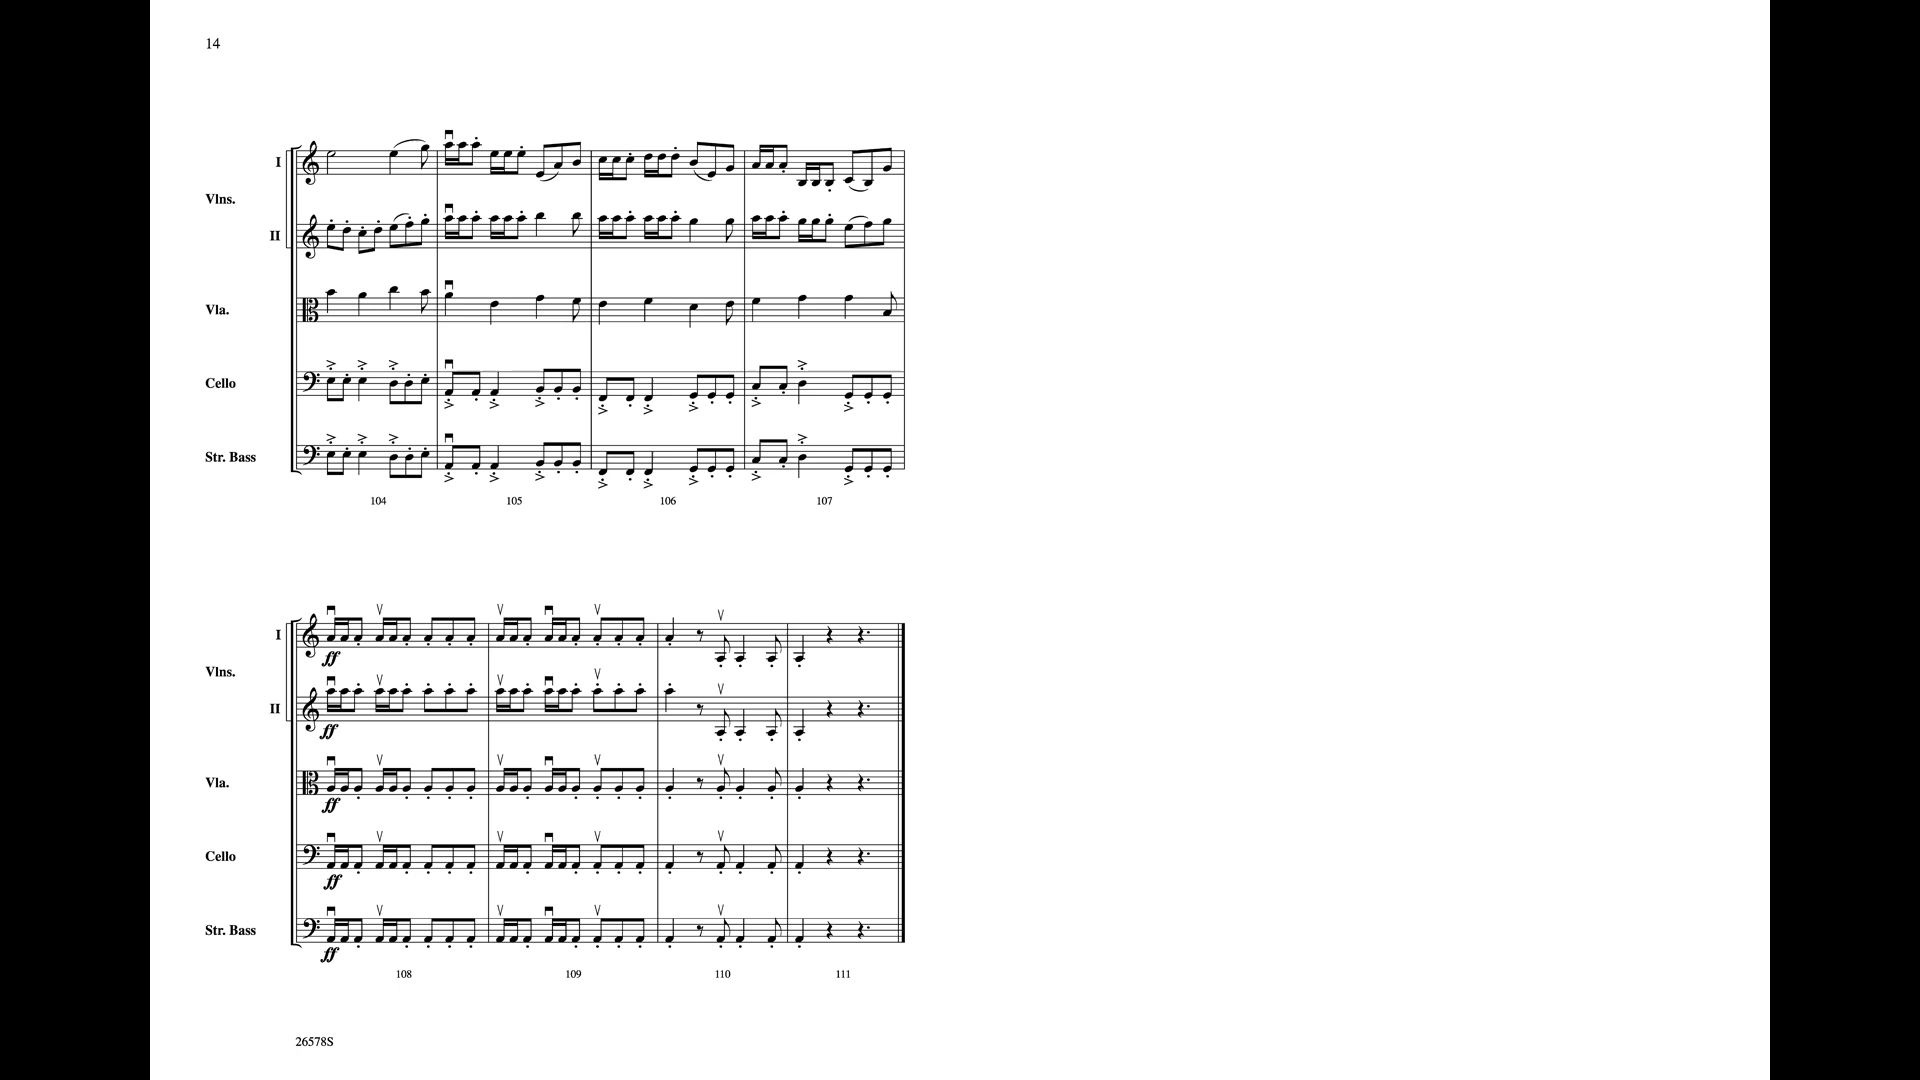 14
I
Vlns.
II
Vla.
Cello
Str. Bass
104 105 106 107
I
ff
Vlns.
II
ff
Vla.
ff
Cello
ff
Str. Bass
ff
108 109 110 111
26578S